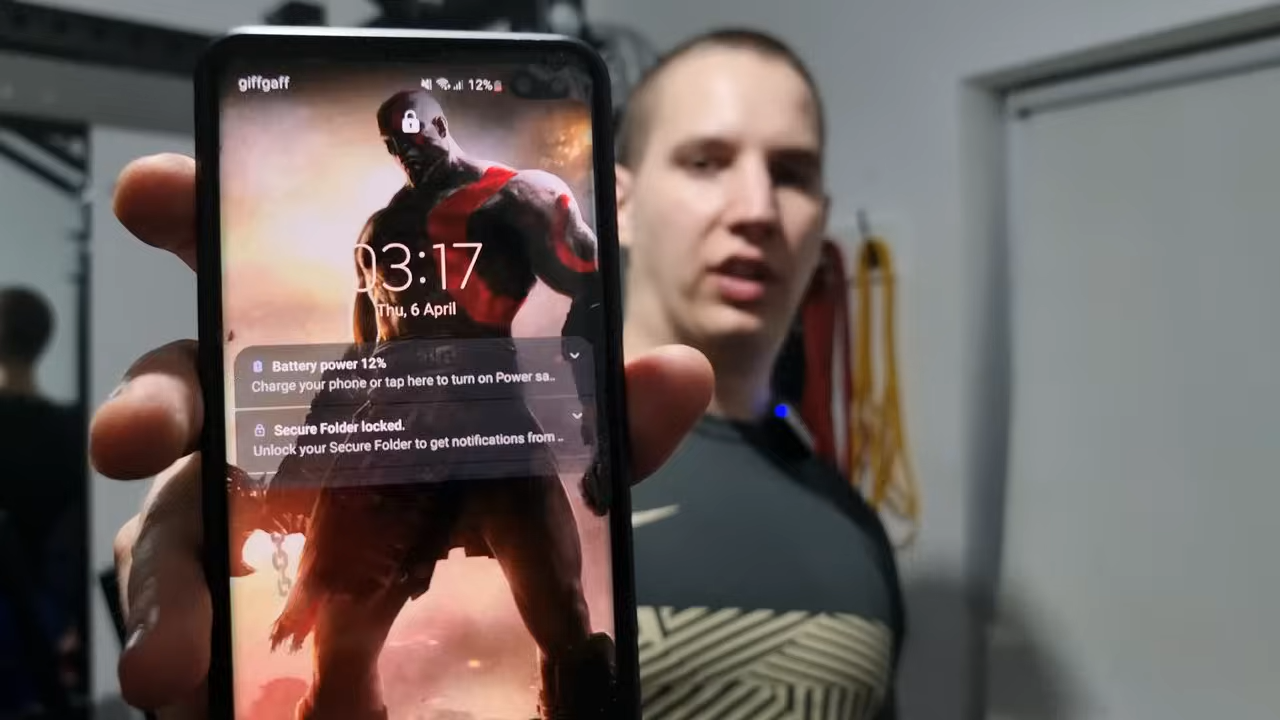 giffgaff 12%
03:17
Thu, 6 April
Battery power 12%
Charge your phone or tap here to turn on Power sa..
Secure Folder locked.
Unlock your Secure Folder to get notifications from ..